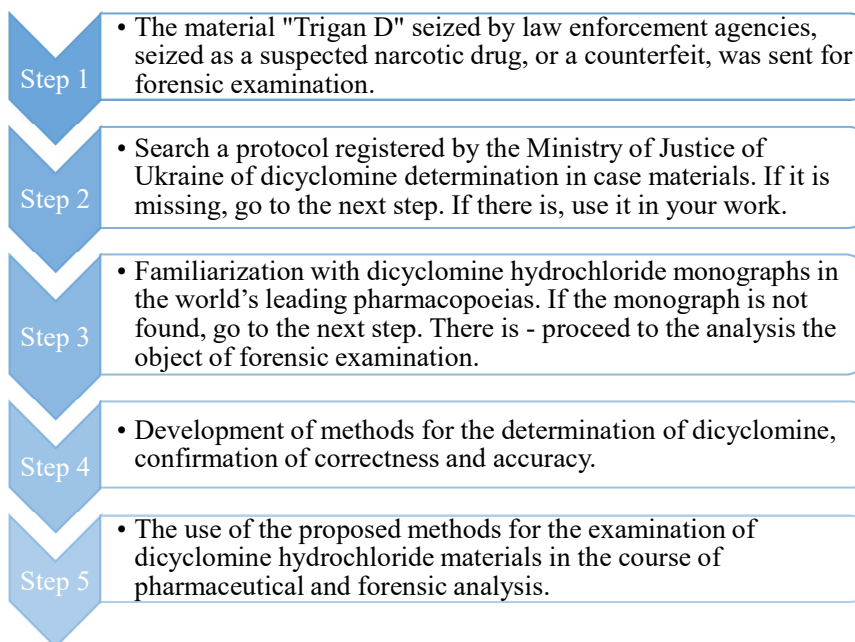 Step 1
• The material "Trigan D" seized by law enforcement agencies,
seized as a suspected narcotic drug, or a counterfeit, was sent for
forensic examination.
Step 2
• Search a protocol registered by the Ministry of Justice of
Ukraine of dicyclomine determination in case materials. If it is
missing, go to the next step. If there is, use it in your work.
Step 3
• Familiarization with dicyclomine hydrochloride monographs in
the world’s leading pharmacopoeias. If the monograph is not
found, go to the next step. There is - proceed to the analysis the
object of forensic examination.
Step 4
• Development of methods for the determination of dicyclomine,
confirmation of correctness and accuracy.
Step 5
• The use of the proposed methods for the examination of
dicyclomine hydrochloride materials in the course of
pharmaceutical and forensic analysis.